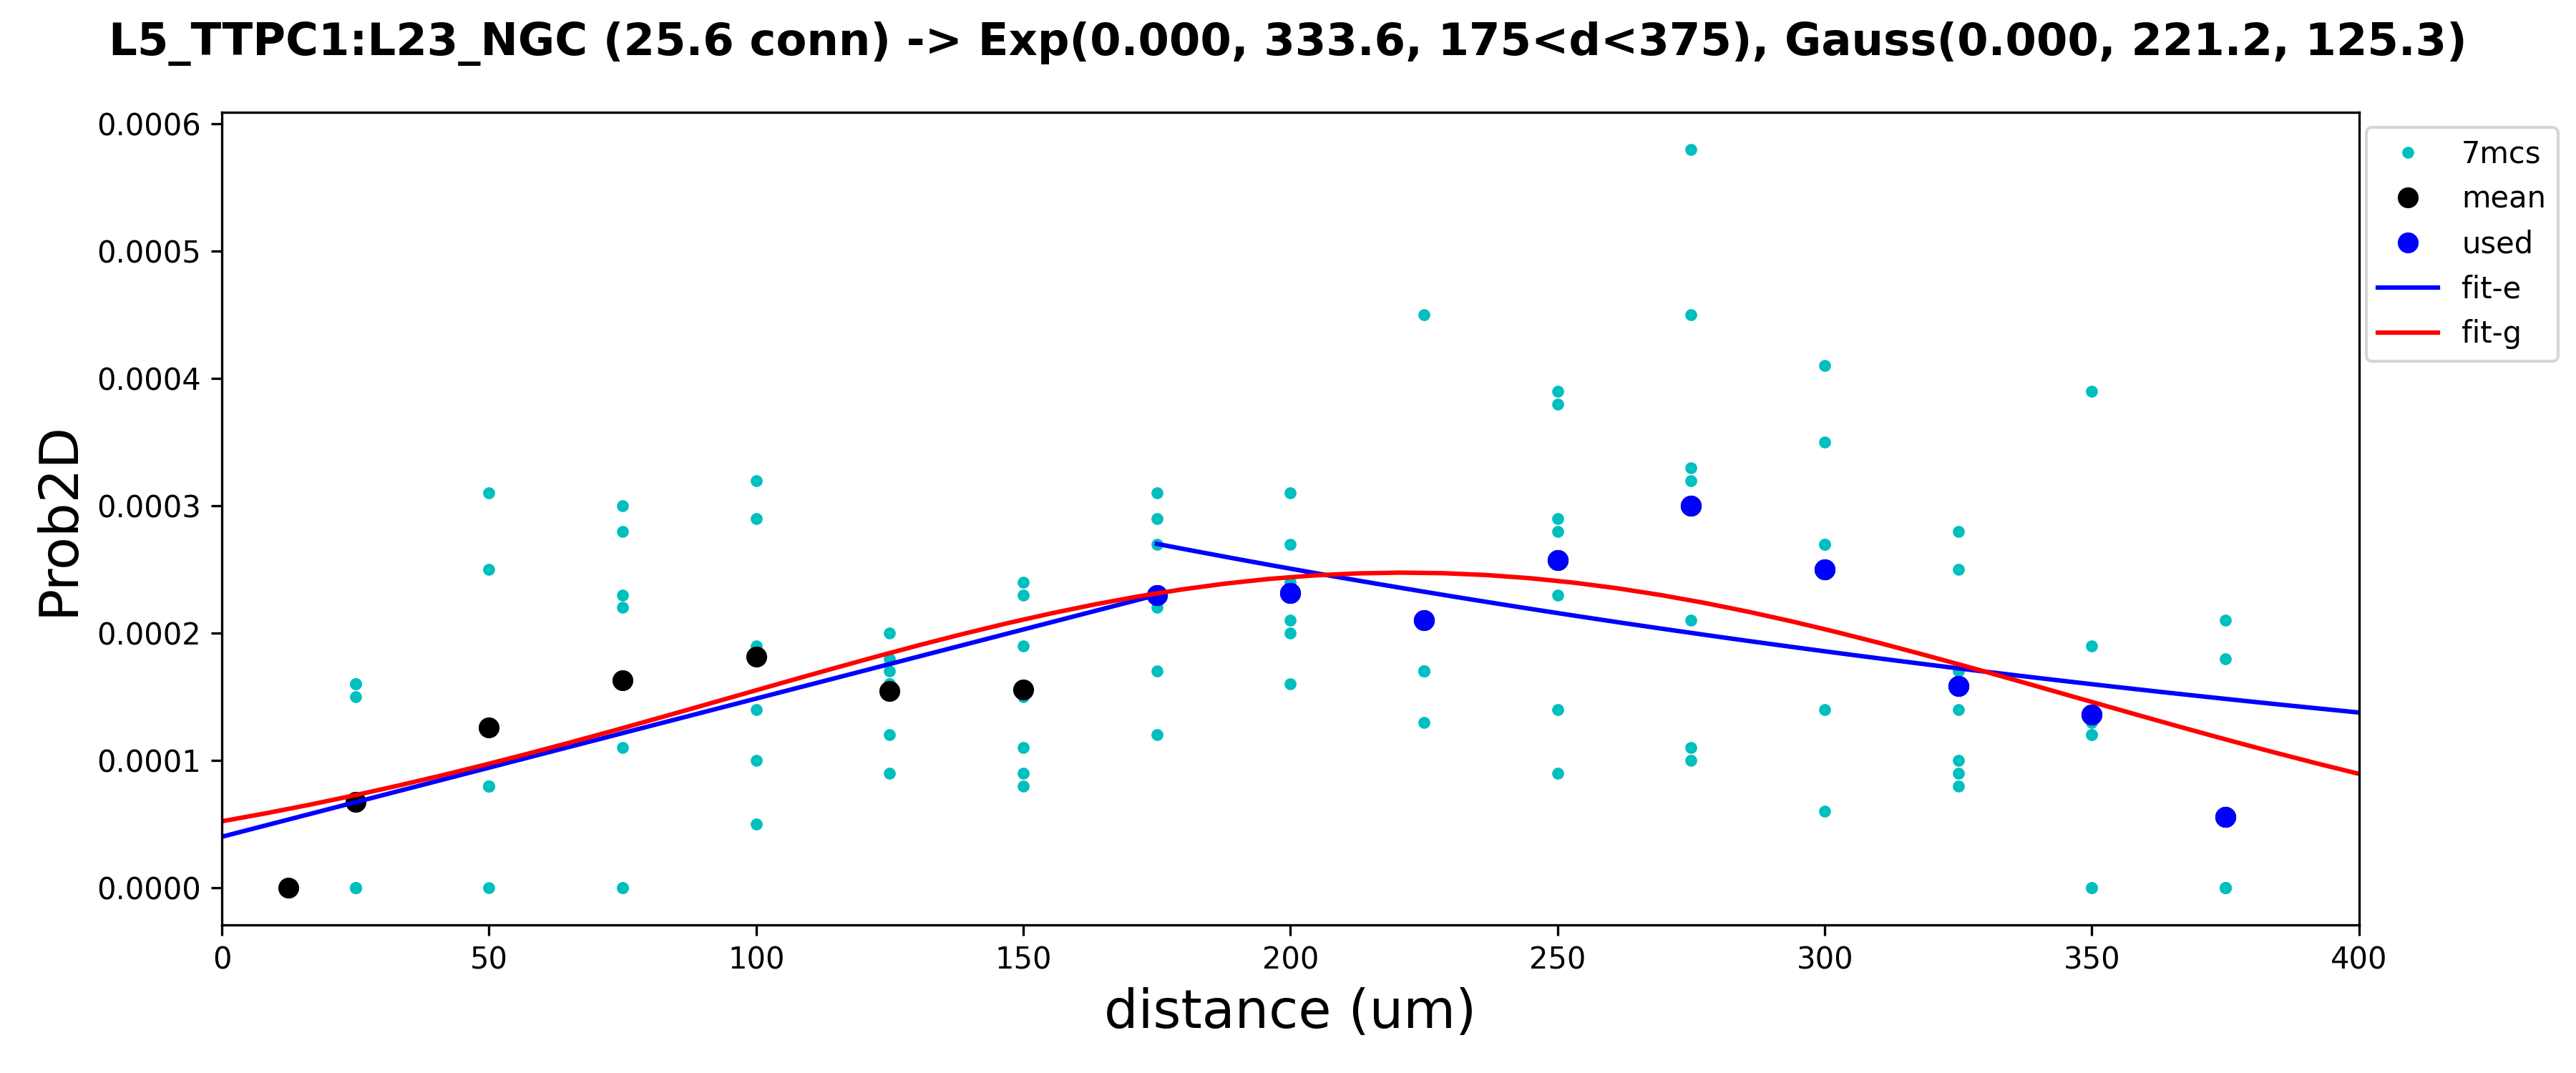 L5_TTPC1:L23_NGC (25.6 conn) -> Exp(0.000, 333.6, 175<d<375), Gauss(0.000, 221.2, 125.3)
0.0006
0.0005
0.0004
0.0003
0.0002
0.0001
0.0000
Prob2D
0 50 100 150 200 250 300 350 400
distance (um)
7mcs
mean
used
fit-e
fit-g